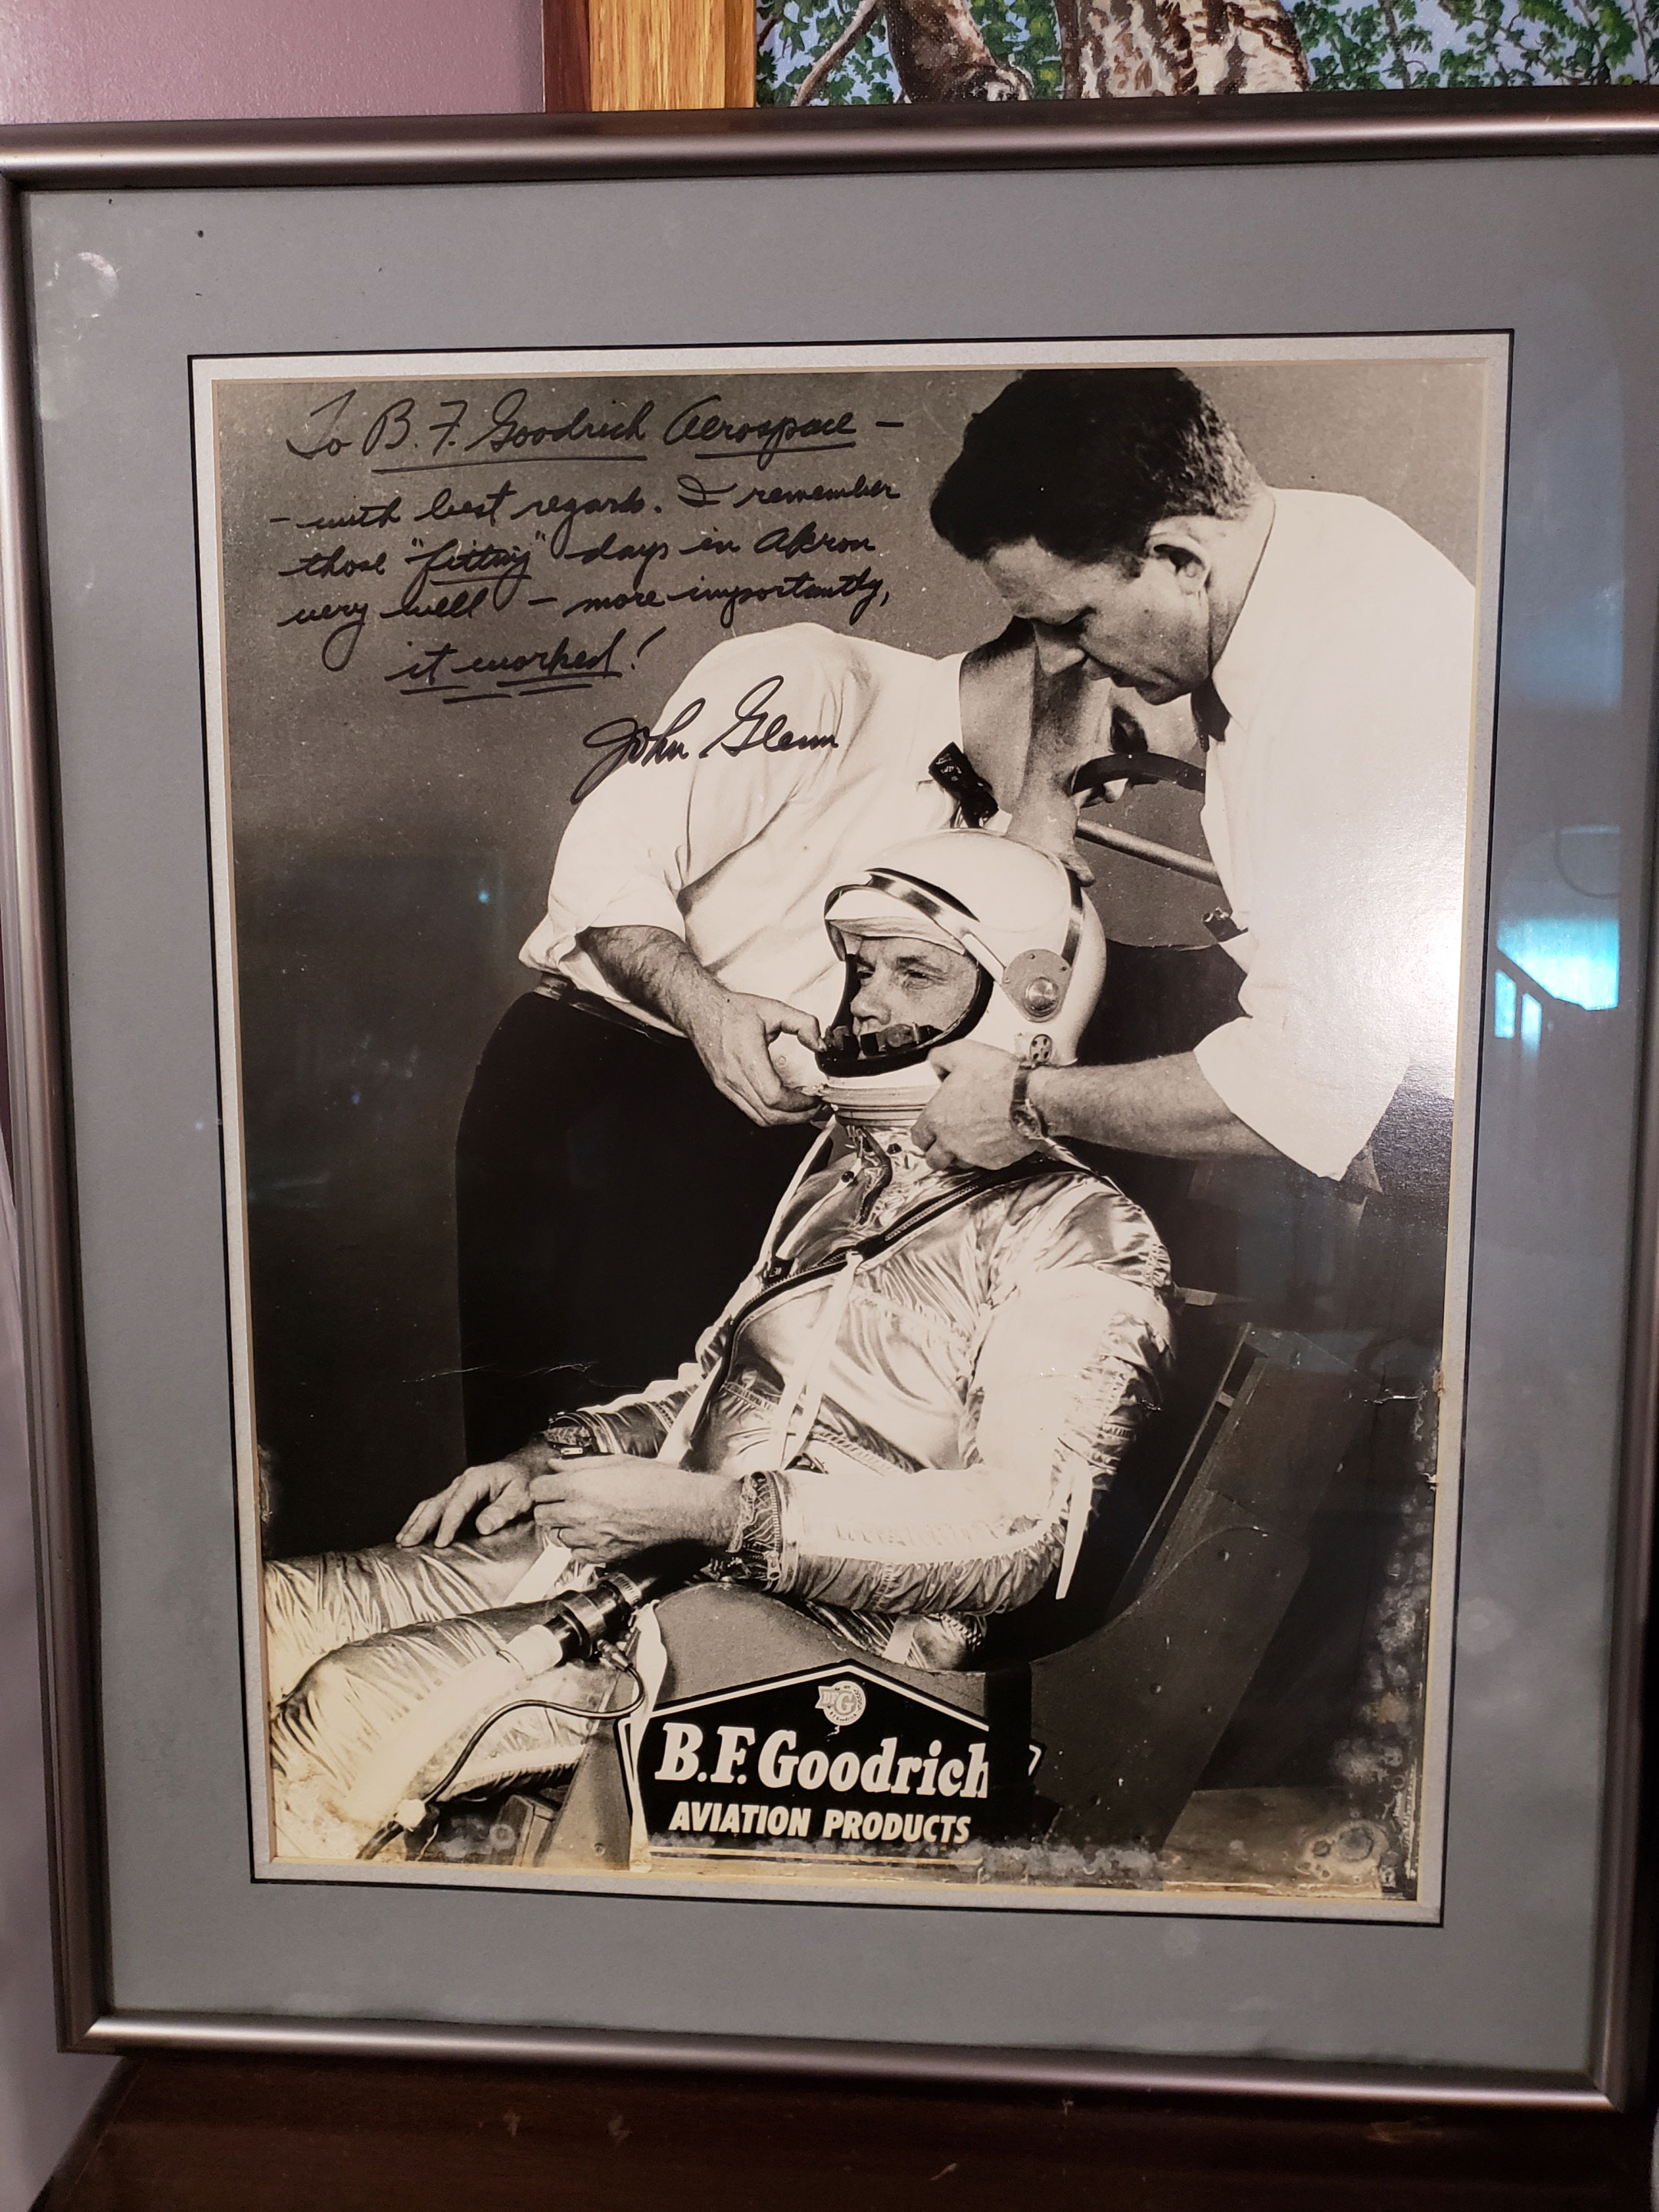 To B.F. Goodrich Aerospace –
– with best regards. I remember
those "fitting" days in Akron
very well – more importantly,
it worked!
John Glenn
B.F.Goodrich
AVIATION PRODUCTS